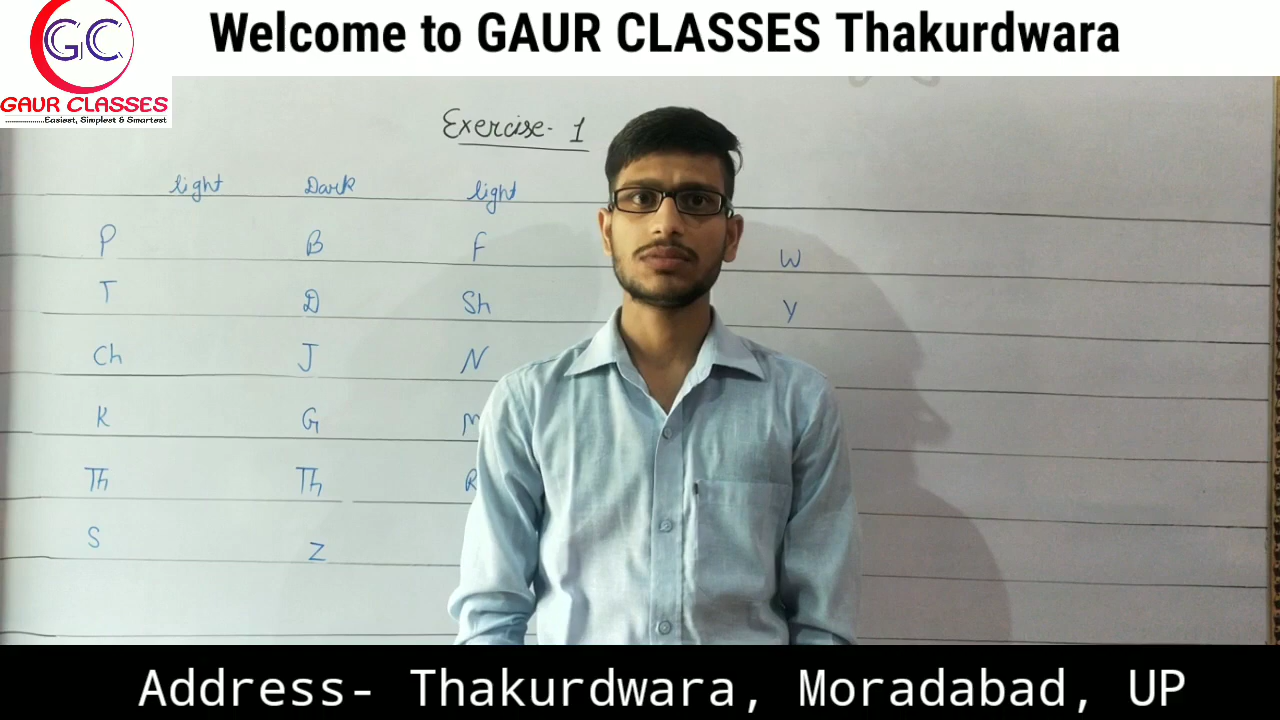 GC
Welcome to GAUR CLASSES Thakurdwara
GAUR CLASSES
....................Easiest, Simplest & Smartest
Exercise- 1
light Dark light
P B F W
T D Sh Y
Ch J N
K G M
Th Th R
S Z
Address- Thakurdwara, Moradabad, UP